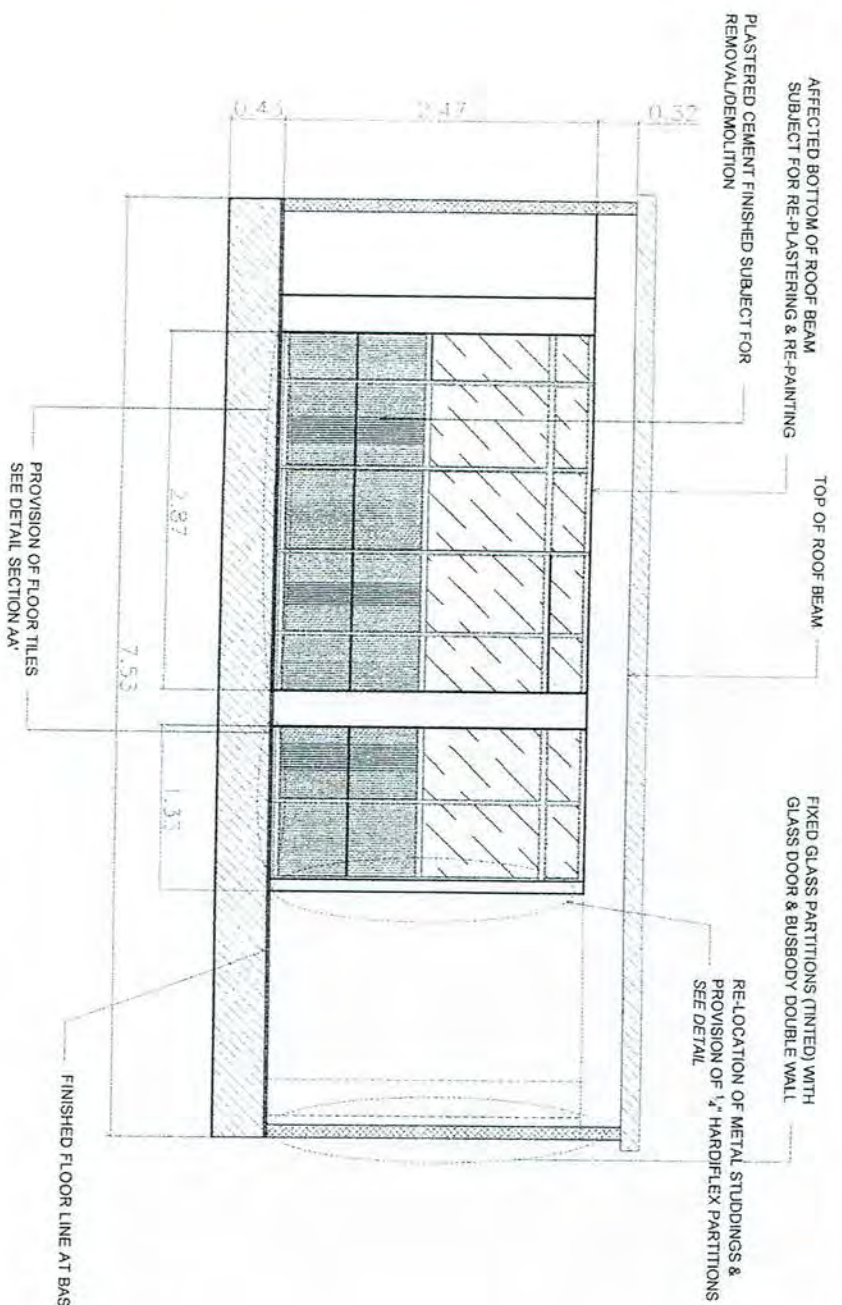 AFFECTED BOTTOM OF ROOF BEAM
SUBJECT FOR RE-PLASTERING & RE-PAINTING
PLASTERED CEMENT FINISHED SUBJECT FOR
REMOVAL/DEMOLITION
TOP OF ROOF BEAM
FIXED GLASS PARTITIONS (TINTED) WITH
GLASS DOOR & BUSBODY DOUBLE WALL
RE-LOCATION OF METAL STUDDINGS &
PROVISION OF ¼" HARDIFLEX PARTITIONS
SEE DETAIL
0.32
2.47
0.43
2.87
1.33
7.53
PROVISION OF FLOOR TILES
SEE DETAIL SECTION AA'
FINISHED FLOOR LINE AT BAS